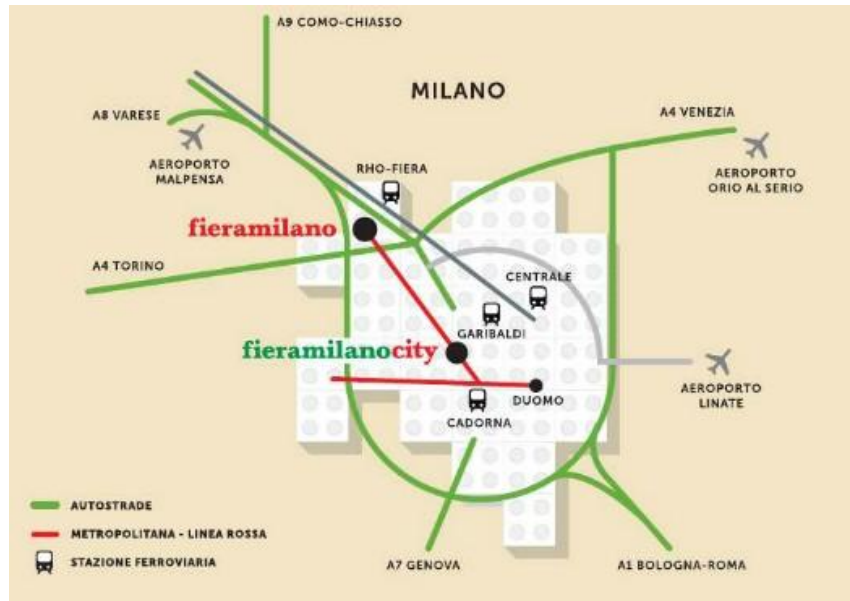 A9 COMO-CHIASSO
MILANO
A8 VARESE
A4 VENEZIA
AEROPORTO
MALPENSA
RHO-FIERA
AEROPORTO
ORIO AL SERIO
fieramilano
A4 TORINO
CENTRALE
GARIBALDI
fieramilanocity
AEROPORTO
LINATE
DUOMO
CADORNA
AUTOSTRADE
METROPOLITANA - LINEA ROSSA
STAZIONE FERROVIARIA
A7 GENOVA
A1 BOLOGNA-ROMA